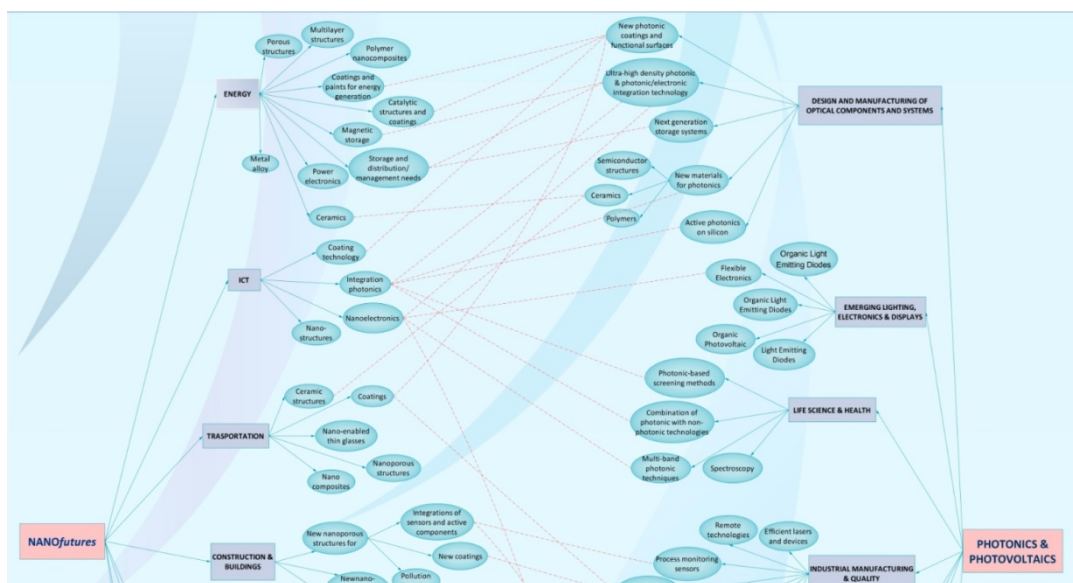 Porous
structures
Multilayer
structures
Polymer
nanocomposites
ENERGY
Coatings and
paints for energy
generation
Catalytic
structures and
coatings
Magnetic
storage
Metal
alloy
Power
electronics
Storage and
distribution/
management needs
Ceramics
Coating
technology
ICT
Integration
photonics
Nanoelectronics
Nano-
structures
Ceramic
structures
Coatings
TRASPORTATION
Nano-enabled
thin glasses
Nanoporous
structures
Nano
composites
NANOfutures
CONSTRUCTION &
BUILDINGS
New nanoporous
structures for
Integrations of
sensors and active
components
New coatings
Pollution
Newnano-
New photonic
coatings and
functional surfaces
Ultra-high density photonic
& photonic/electronic
integration technology
DESIGN AND MANUFACTURING OF
OPTICAL COMPONENTS AND SYSTEMS
Next generation
storage systems
Semiconductor
structures
New materials
for photonics
Ceramics
Polymers
Active photonics
on silicon
Organic Light
Emitting Diodes
Flexible
Electronics
Organic Light
Emitting Diodes
EMERGING LIGHTING,
ELECTRONICS & DISPLAYS
Organic
Photovoltaic
Light Emitting
Diodes
Photonic-based
screening methods
LIFE SCIENCE & HEALTH
Combination of
photonic with non-
photonic technologies
Multi-band
photonic
techniques
Spectroscopy
Remote
technologies
Efficient lasers
and devices
Process monitoring
sensors
INDUSTRIAL MANUFACTURING
& QUALITY
PHOTONICS &
PHOTOVOLTAICS